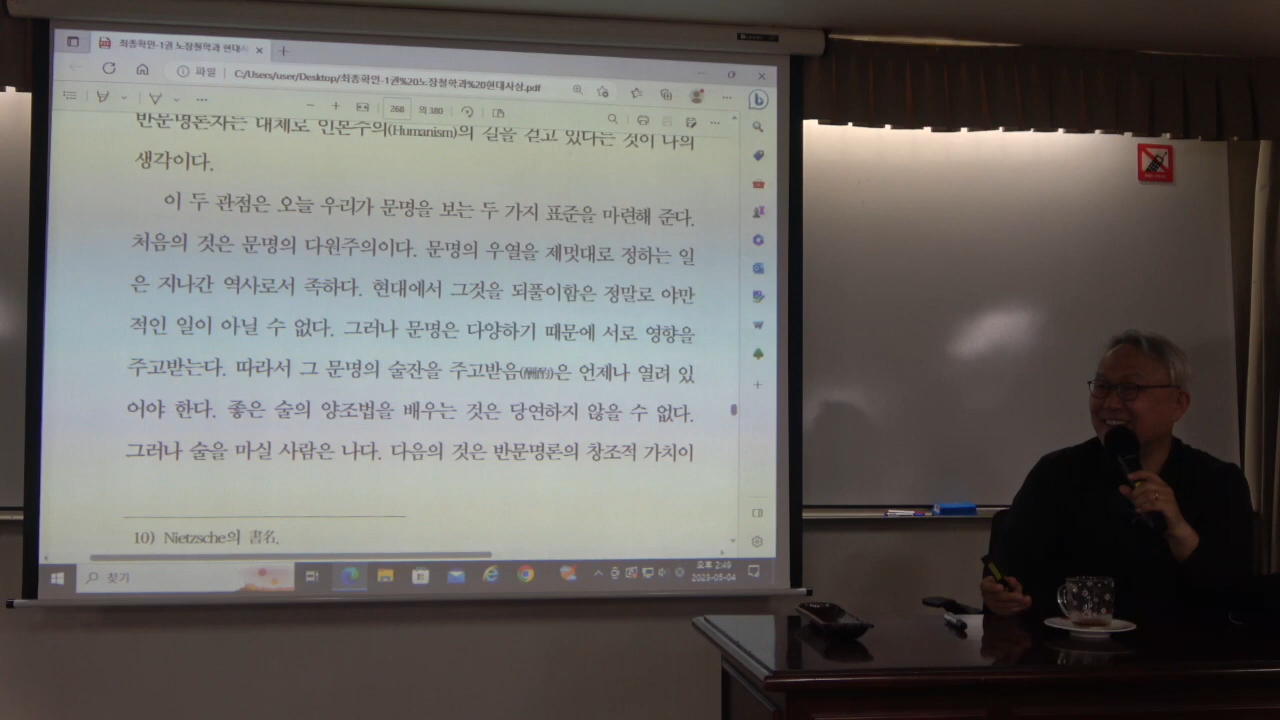 최종확인-1권 노장철학과 현대사
파일 C:/Users/user/Desktop/최종확인-1권%20노장철학과%20현대사상.pdf
268 의 380
반문명론자는 대체로 인본주의(Humanism)의 길을 걷고 있다는 것이 나의
생각이다.
이 두 관점은 오늘 우리가 문명을 보는 두 가지 표준을 마련해 준다.
처음의 것은 문명의 다원주의이다. 문명의 우열을 제멋대로 정하는 일
은 지나간 역사로서 족하다. 현대에서 그것을 되풀이함은 정말로 야만
적인 일이 아닐 수 없다. 그러나 문명은 다양하기 때문에 서로 영향을
주고받는다. 따라서 그 문명의 술잔을 주고받음(酬酌)은 언제나 열려 있
어야 한다. 좋은 술의 양조법을 배우는 것은 당연하지 않을 수 없다.
그러나 술을 마실 사람은 나다. 다음의 것은 반문명론의 창조적 가치이
10) Nietzsche의 書名.
찾기
오후 2:49
2023-05-04